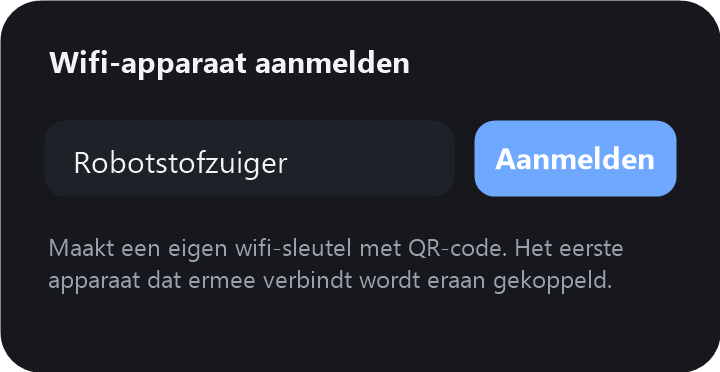 Wifi-apparaat aanmelden
Robotstofzuiger
Aanmelden
Maakt een eigen wifi-sleutel met QR-code. Het eerste
apparaat dat ermee verbindt wordt eraan gekoppeld.